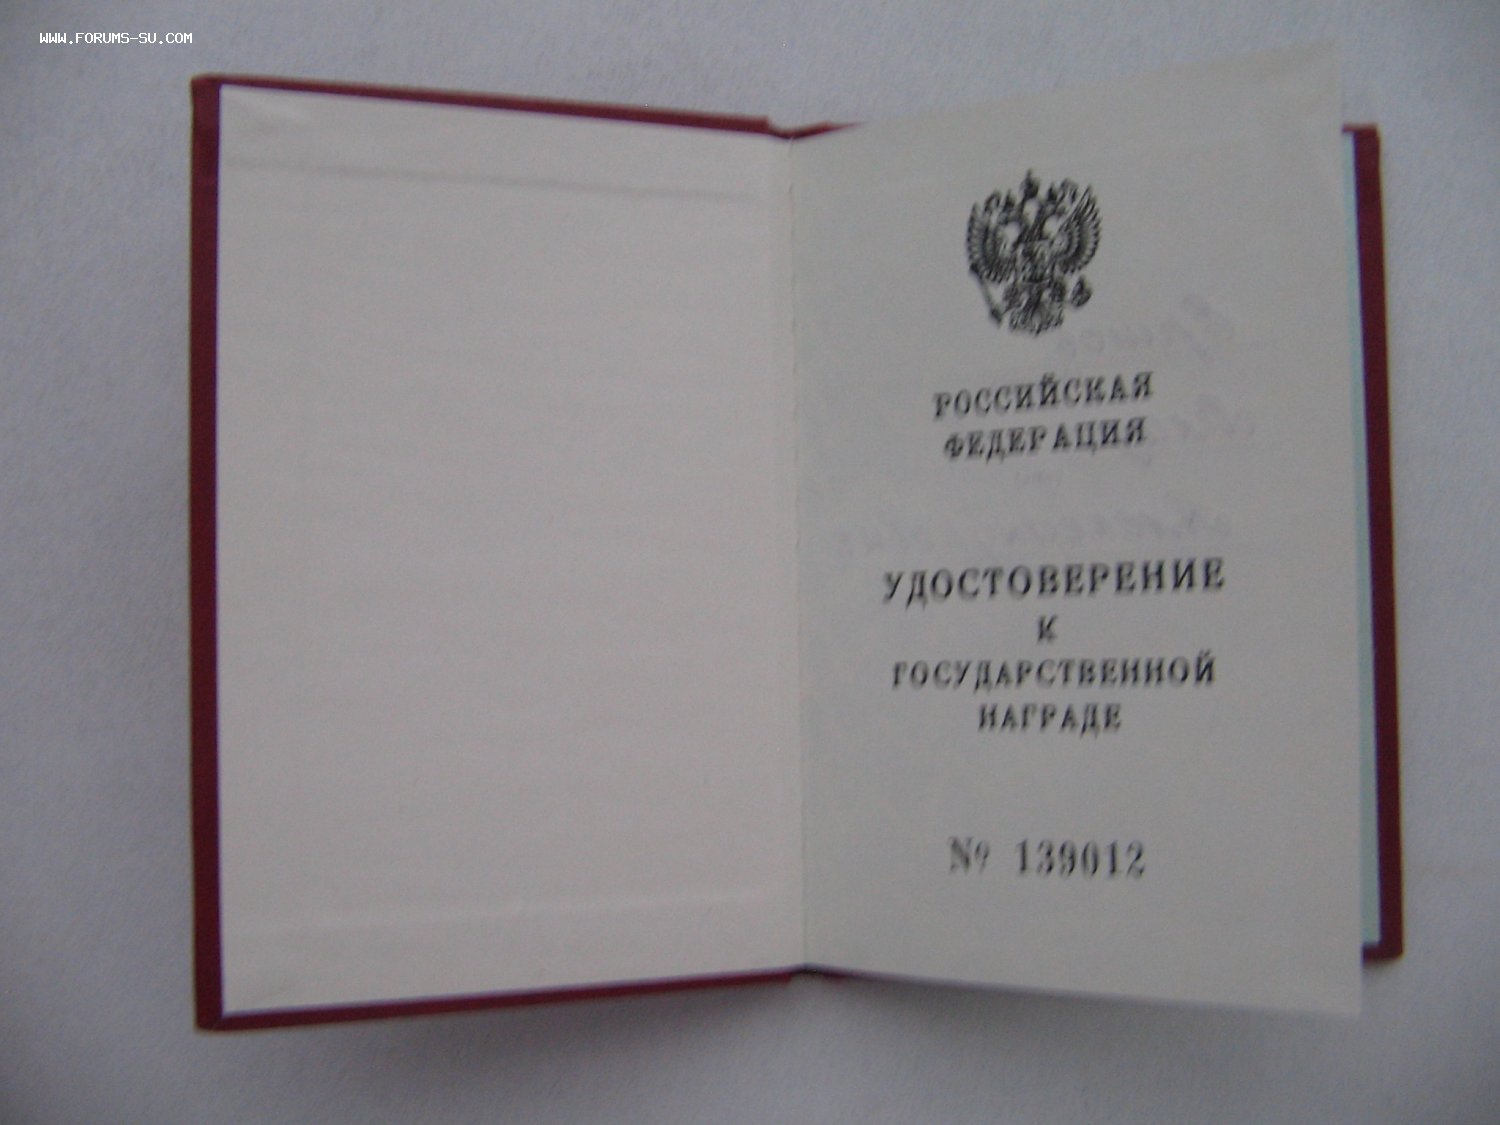 WWW.FORUMS-SU.COM
РОССИЙСКАЯ
ФЕДЕРАЦИЯ
УДОСТОВЕРЕНИЕ
К
ГОСУДАРСТВЕННОЙ
НАГРАДЕ
№ 139012